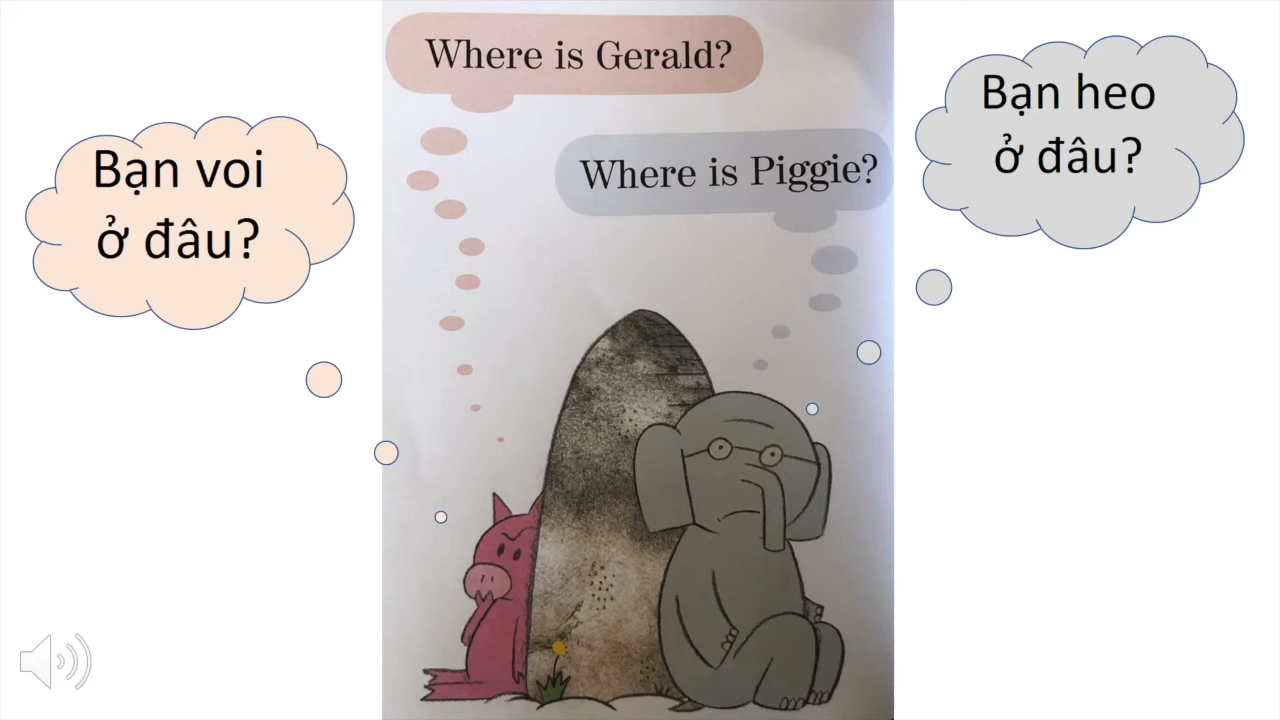 Where is Gerald?
Bạn voi
ở đâu?
Where is Piggie?
Bạn heo
ở đâu?